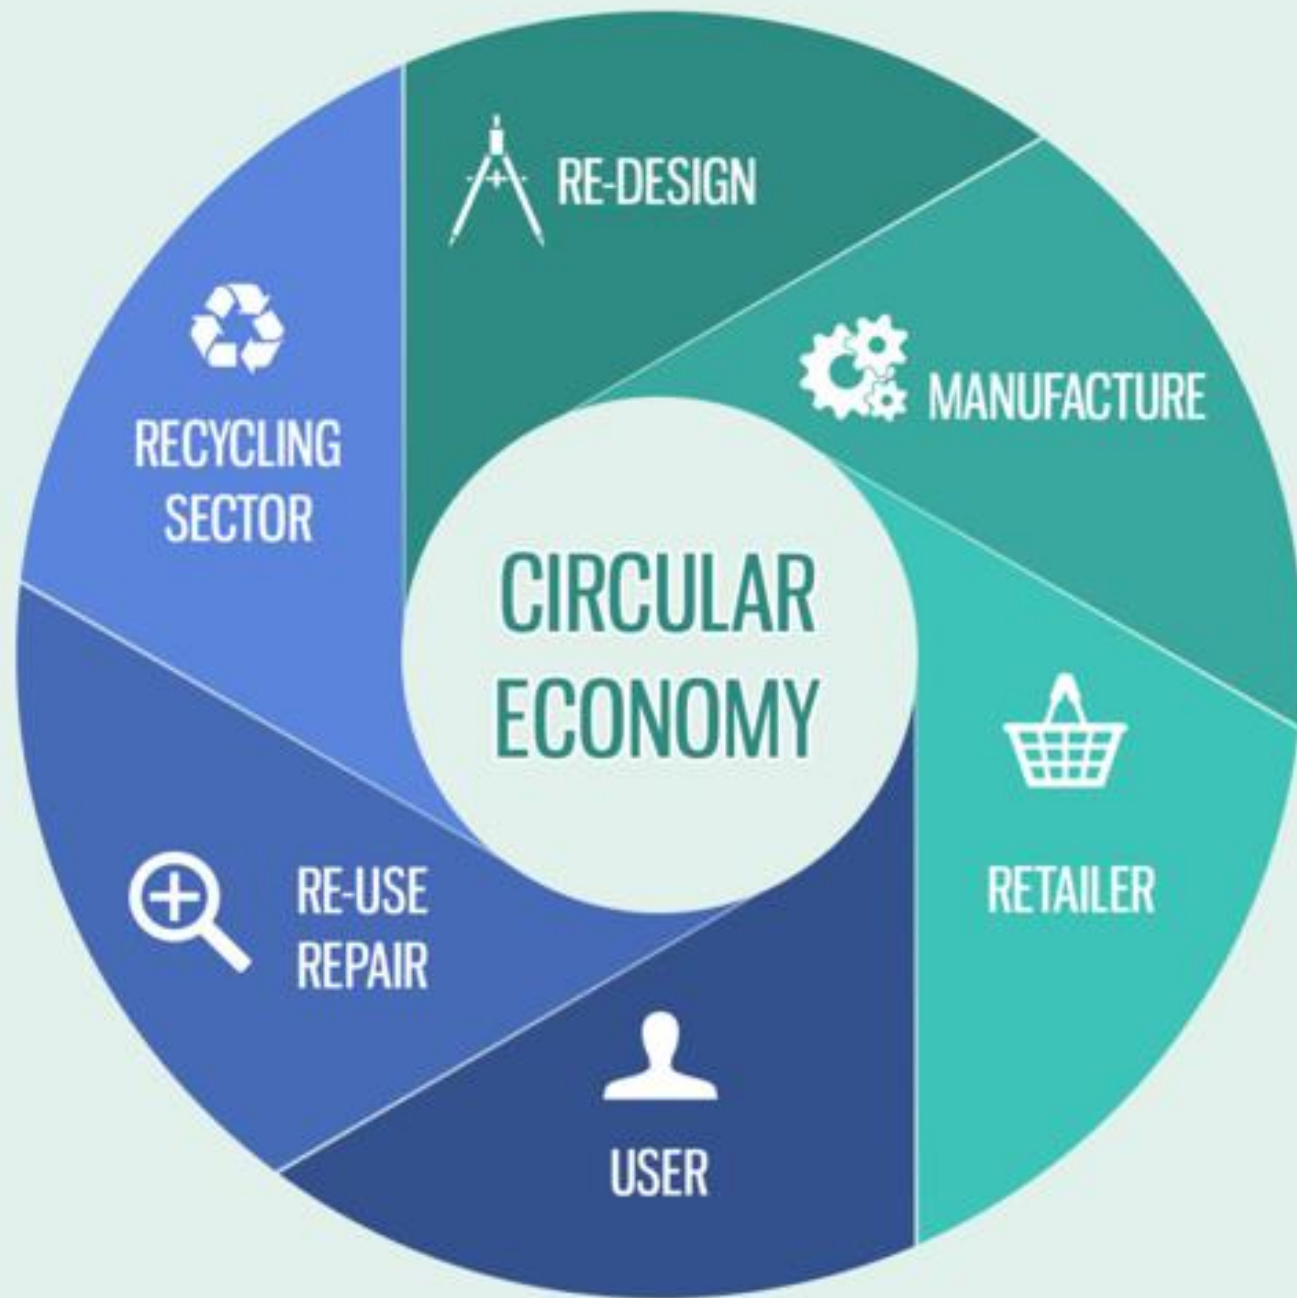 RE-DESIGN
MANUFACTURE
RETAILER
USER
RE-USE
REPAIR
RECYCLING
SECTOR
CIRCULAR
ECONOMY